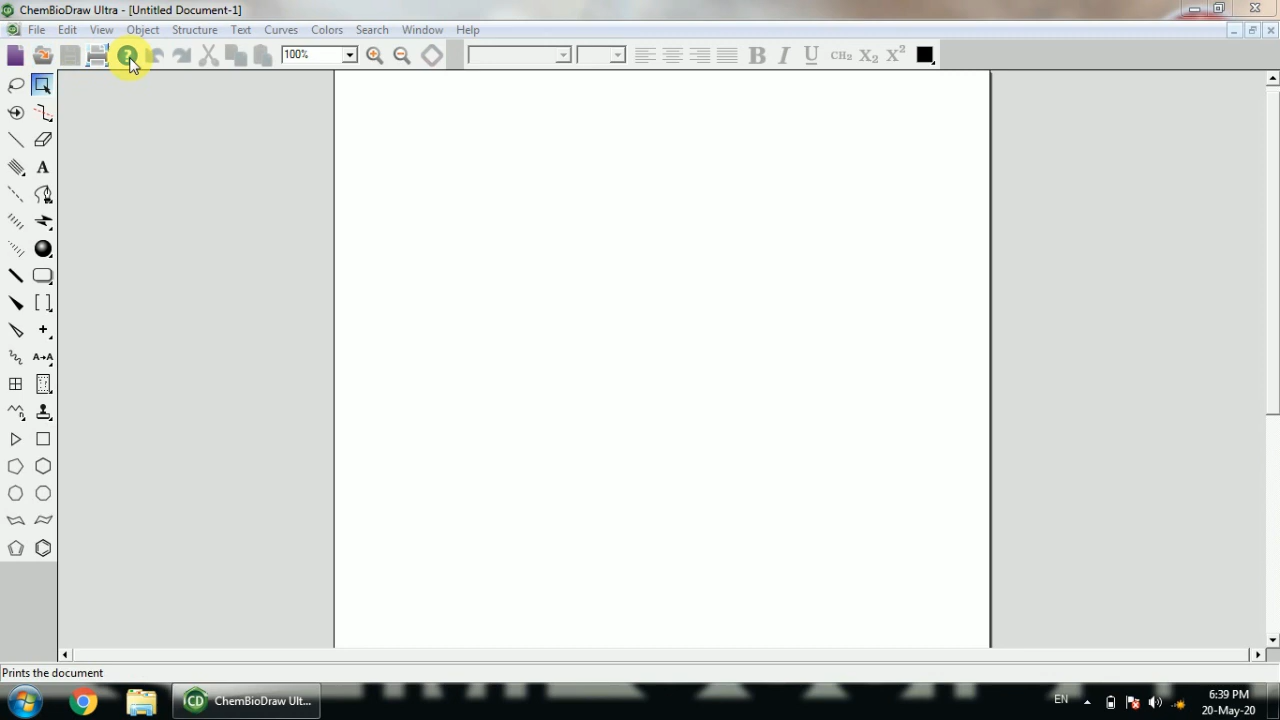 ChemBioDraw Ultra - [Untitled Document-1]
File Edit View Object Structure Text Curves Colors Search Window Help
? 100% B I U CH2 X2 X2
A
[ ]
+
A→A
n
Prints the document
CD ChemBioDraw Ult... EN 6:39 PM
20-May-20